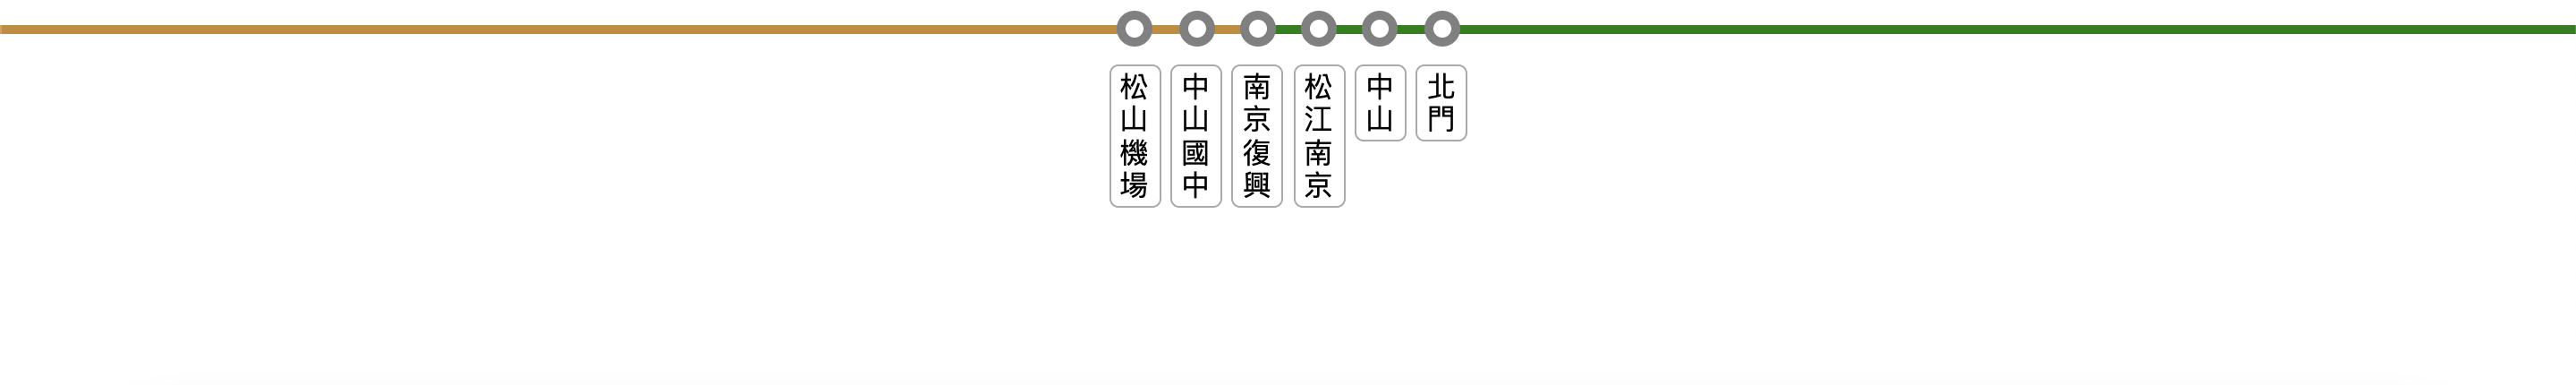 松山機場
中山國中
南京復興
松江南京
中山
北門